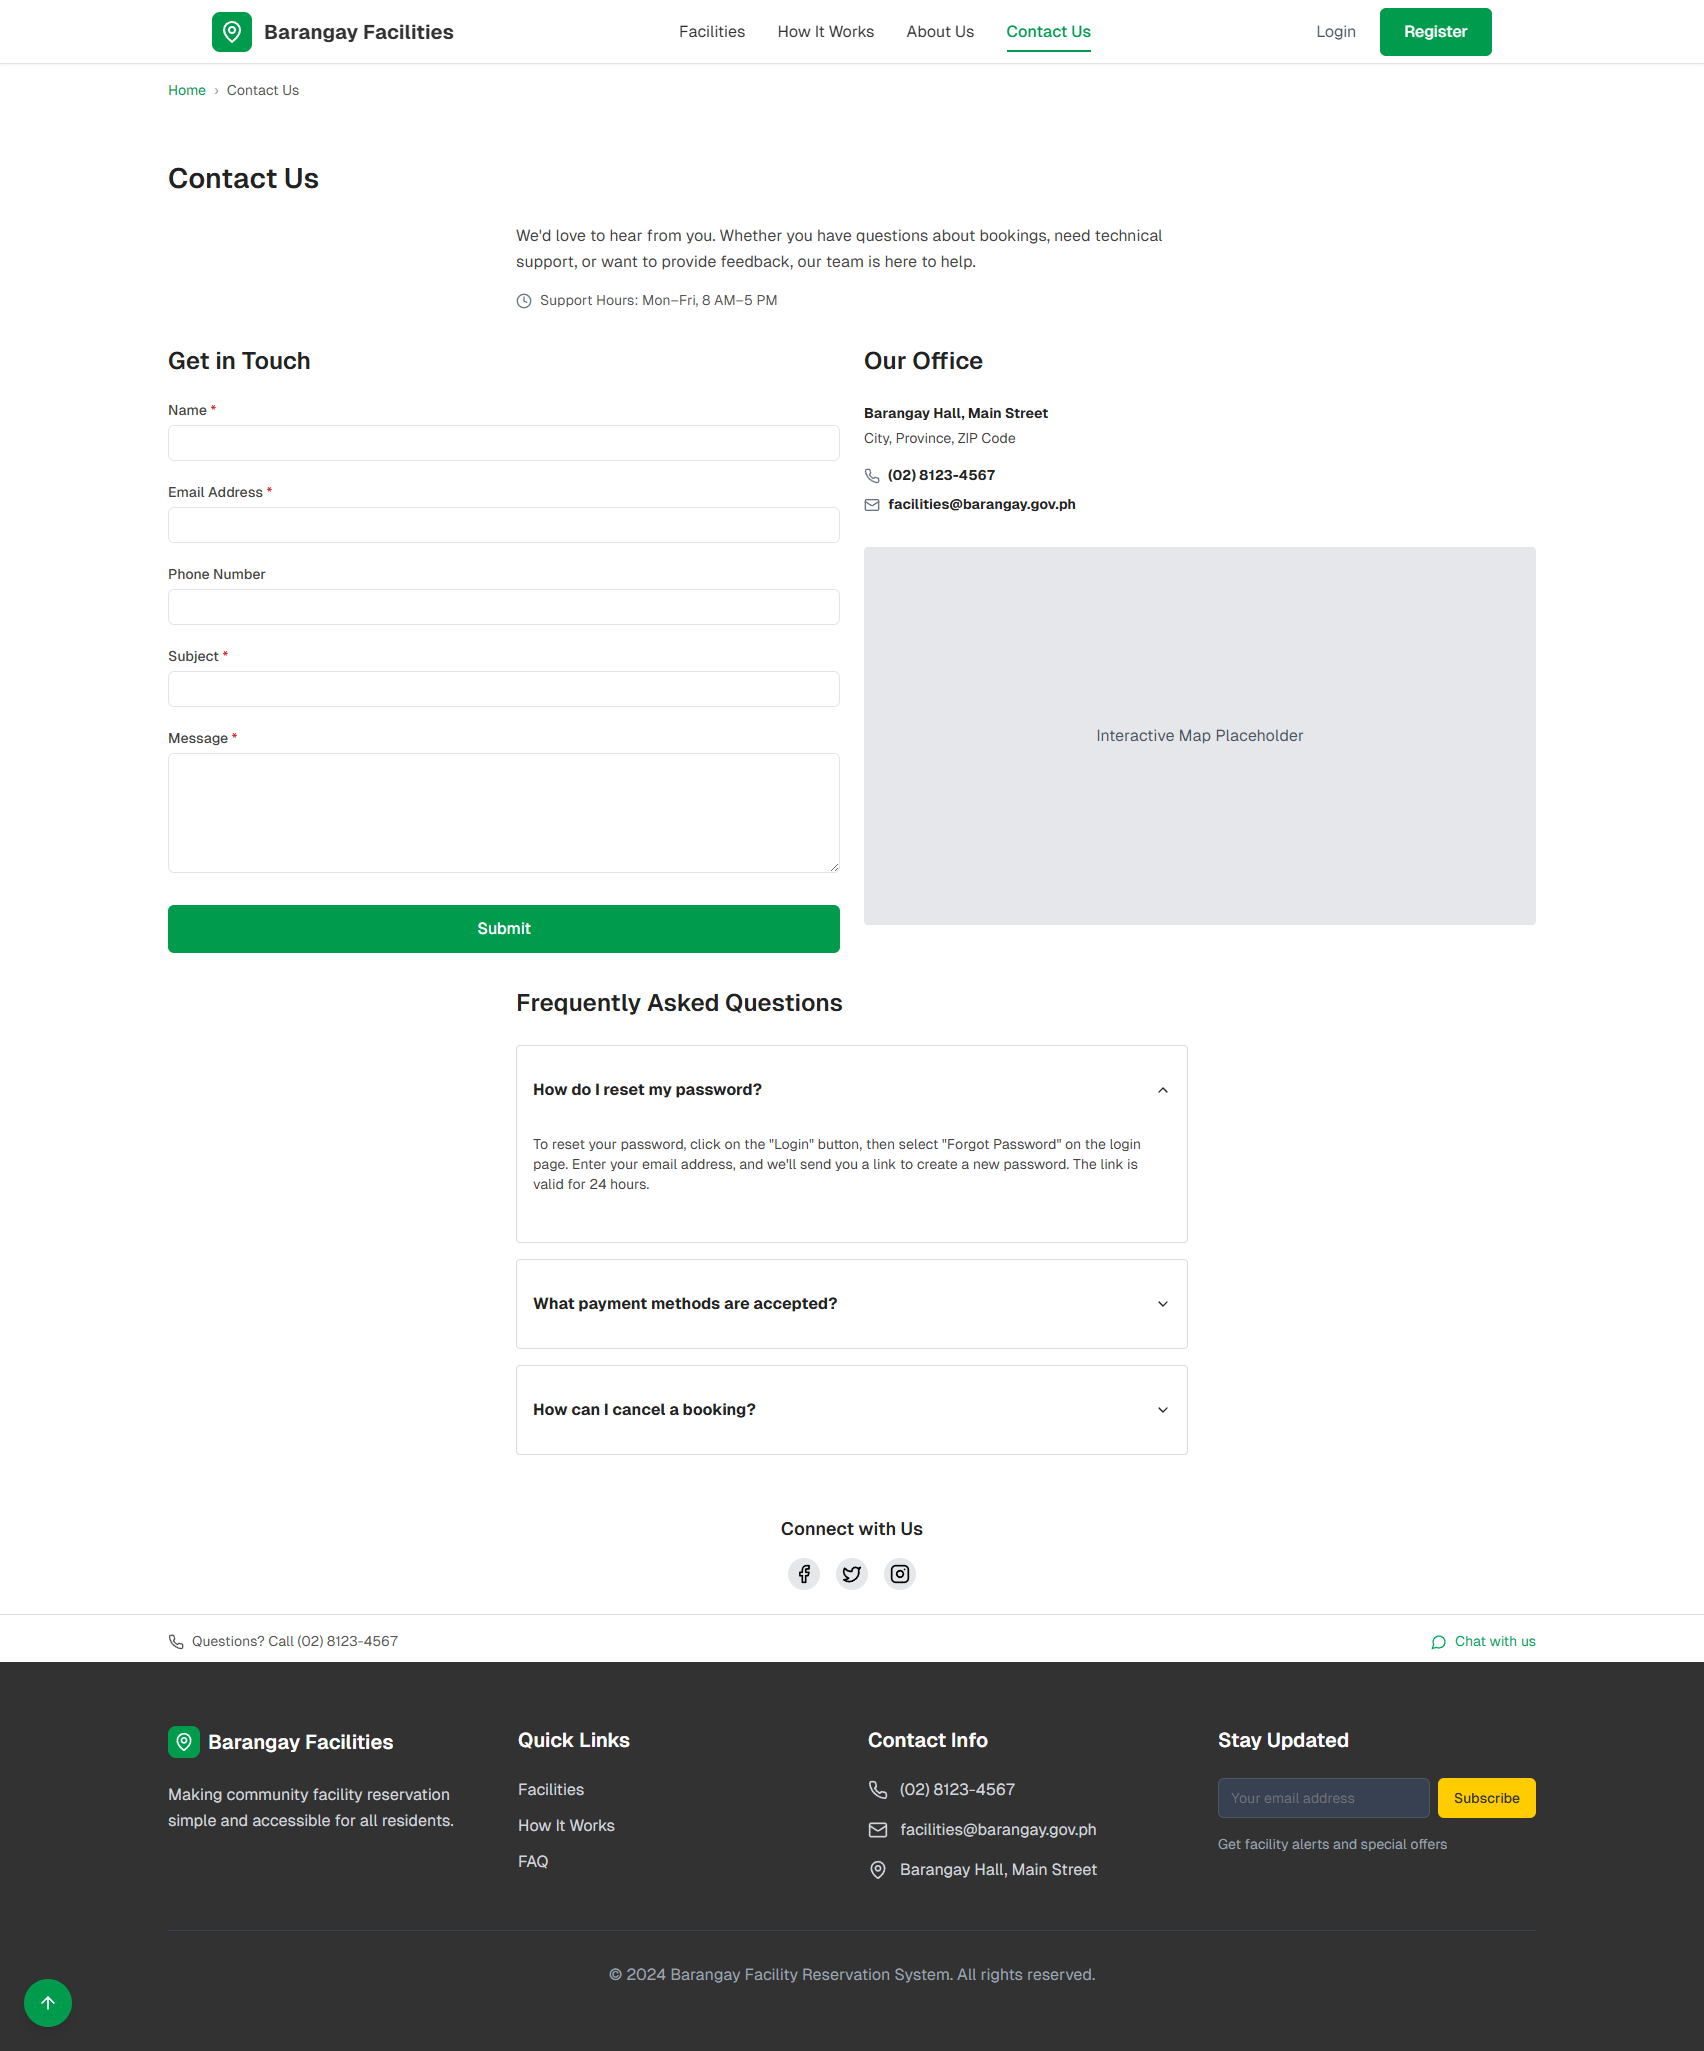 Barangay Facilities
Facilities
How It Works
About Us
Contact Us
Login
Register
Home › Contact Us
Contact Us
We'd love to hear from you. Whether you have questions about bookings, need technical
support, or want to provide feedback, our team is here to help.
Support Hours: Mon–Fri, 8 AM–5 PM
Get in Touch
Name *
Email Address *
Phone Number
Subject *
Message *
Submit
Our Office
Barangay Hall, Main Street
City, Province, ZIP Code
(02) 8123-4567
facilities@barangay.gov.ph
Interactive Map Placeholder
Frequently Asked Questions
How do I reset my password?
To reset your password, click on the "Login" button, then select "Forgot Password" on the login
page. Enter your email address, and we'll send you a link to create a new password. The link is
valid for 24 hours.
What payment methods are accepted?
How can I cancel a booking?
Connect with Us
Questions? Call (02) 8123-4567
Chat with us
Barangay Facilities
Making community facility reservation
simple and accessible for all residents.
Quick Links
Facilities
How It Works
FAQ
Contact Info
(02) 8123-4567
facilities@barangay.gov.ph
Barangay Hall, Main Street
Stay Updated
Your email address
Subscribe
Get facility alerts and special offers
© 2024 Barangay Facility Reservation System. All rights reserved.